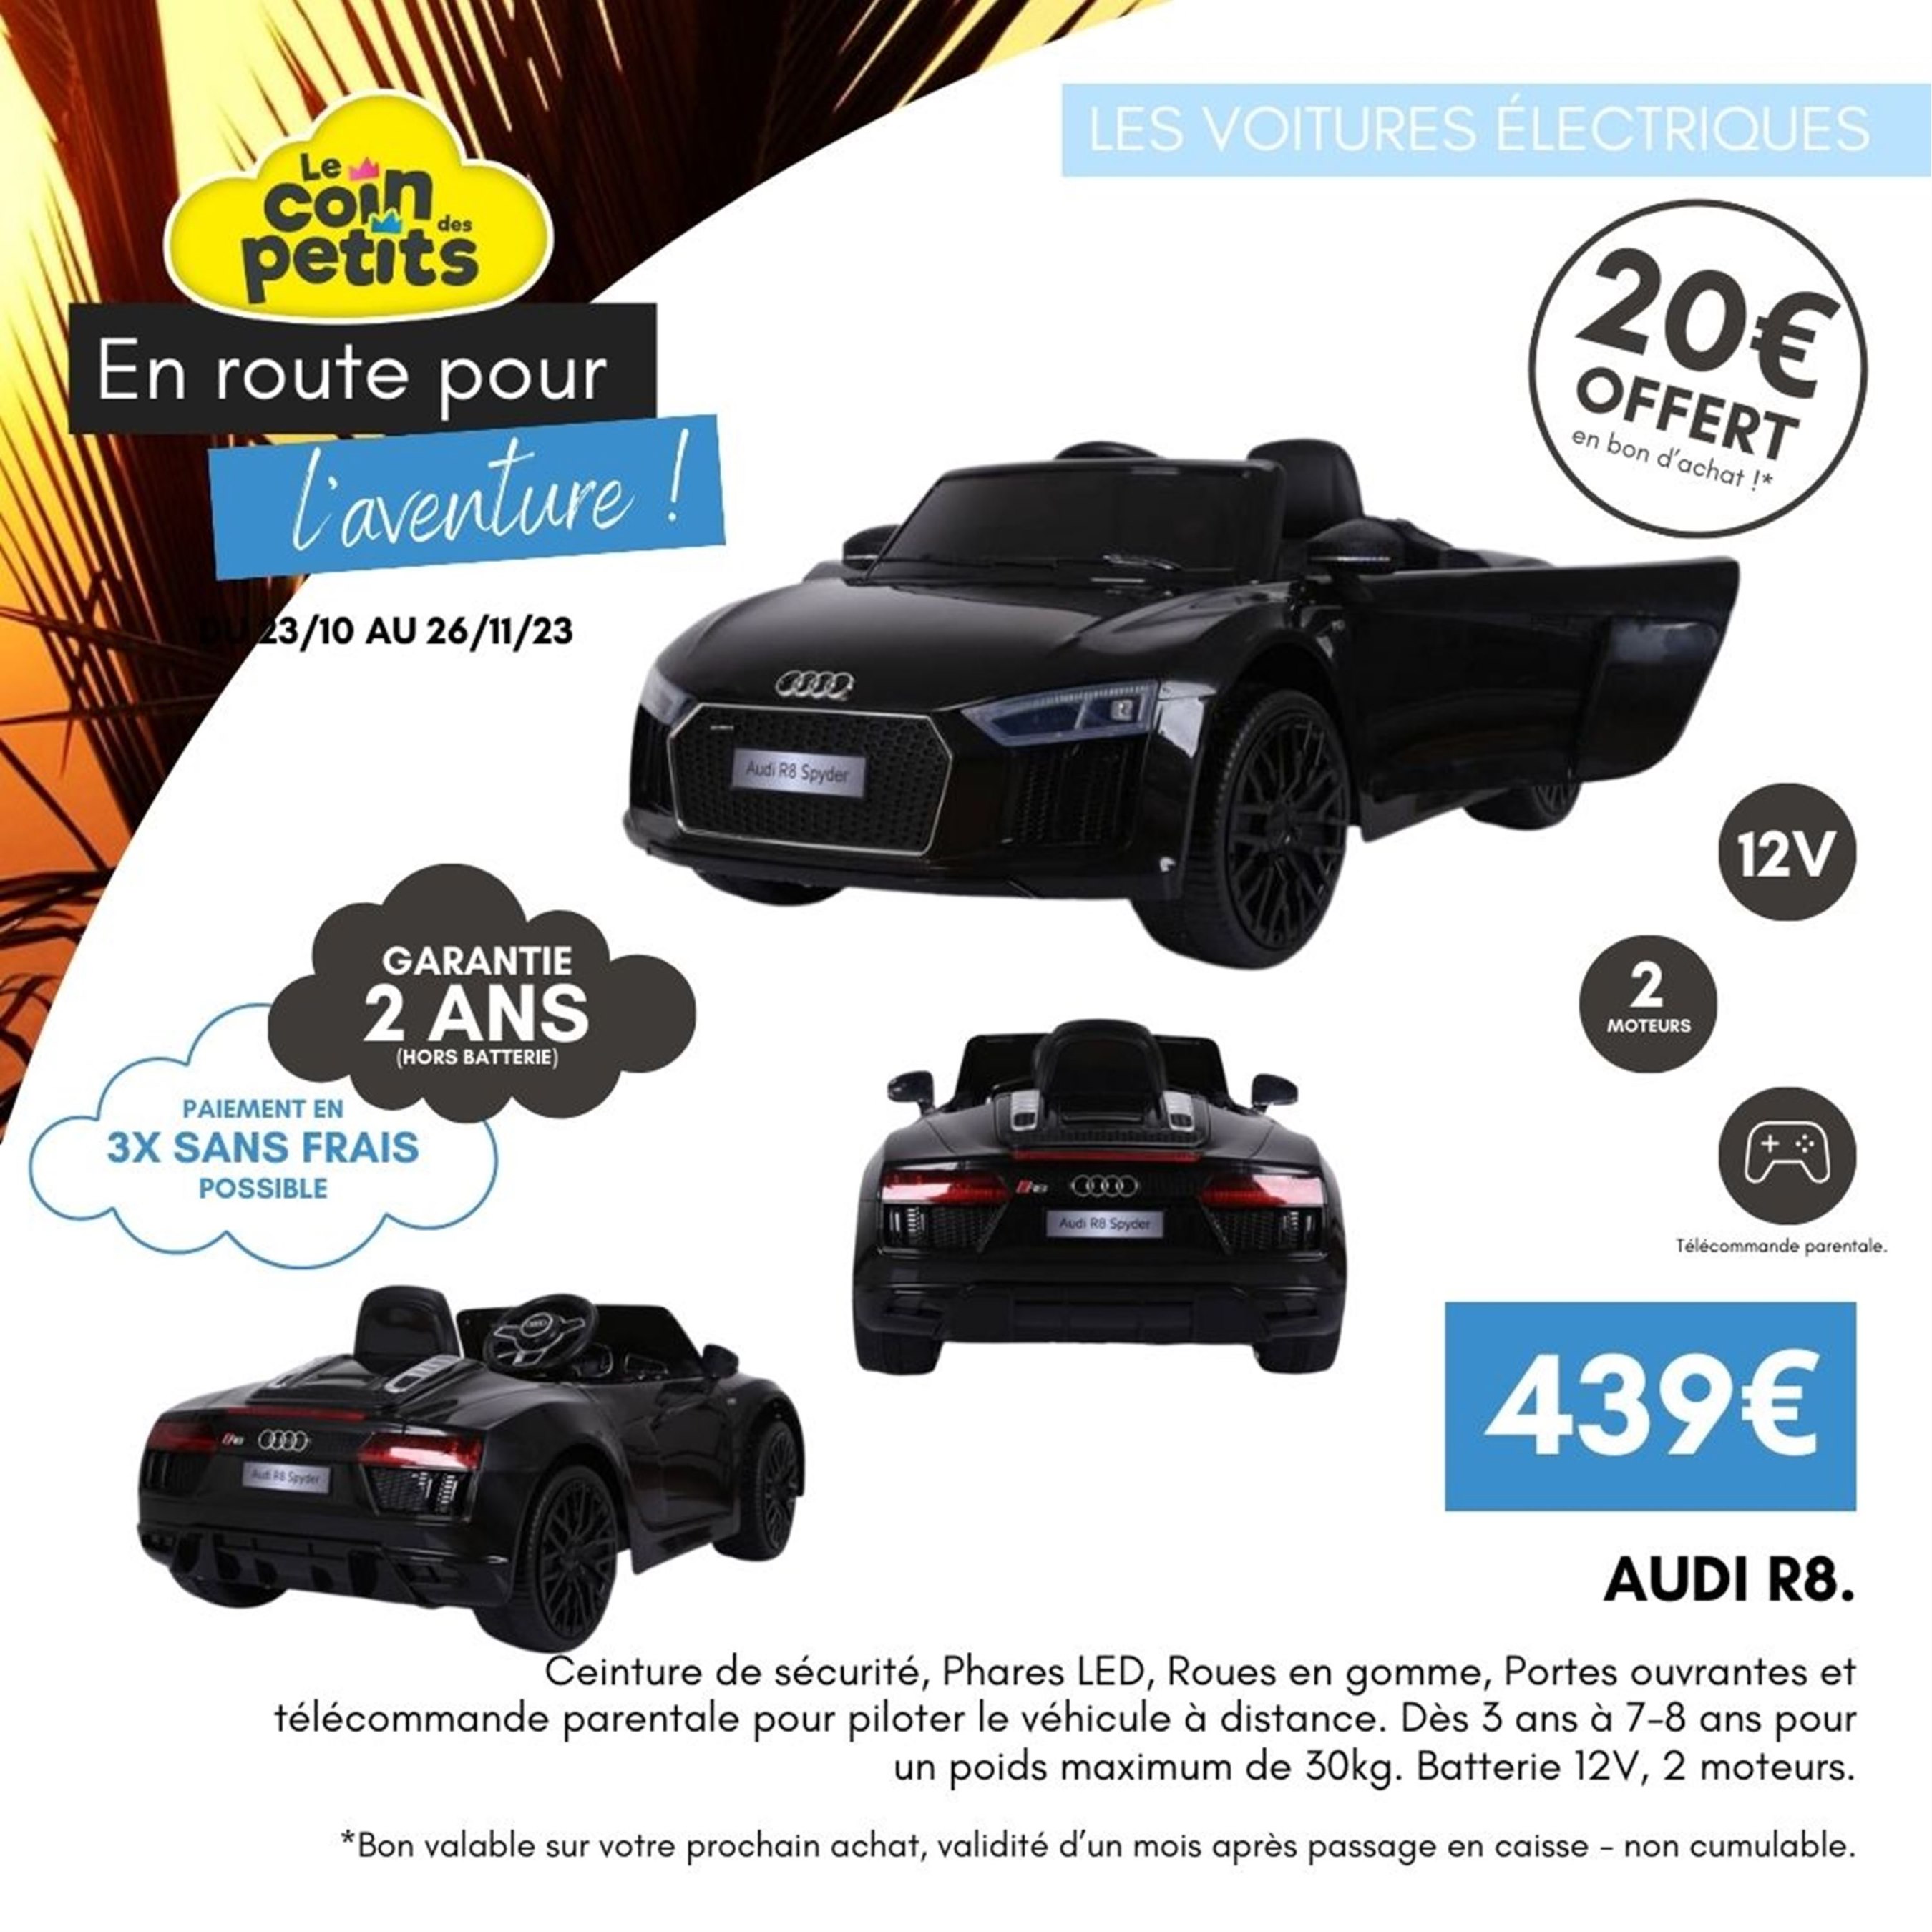 LES VOITURES ÉLECTRIQUES
Le
coin
des
petits
En route pour
l'aventure !
DU 23/10 AU 26/11/23
20€
OFFERT
en bon d'achat !*
Audi R8 Spyder
12V
GARANTIE
2 ANS
(HORS BATTERIE)
2
MOTEURS
PAIEMENT EN
3X SANS FRAIS
POSSIBLE
R8
Audi R8 Spyder
Télécommande parentale.
439€
R8
Audi R8 Spyder
AUDI R8.
Ceinture de sécurité, Phares LED, Roues en gomme, Portes ouvrantes et
télécommande parentale pour piloter le véhicule à distance. Dès 3 ans à 7-8 ans pour
un poids maximum de 30kg. Batterie 12V, 2 moteurs.
*Bon valable sur votre prochain achat, validité d'un mois après passage en caisse - non cumulable.